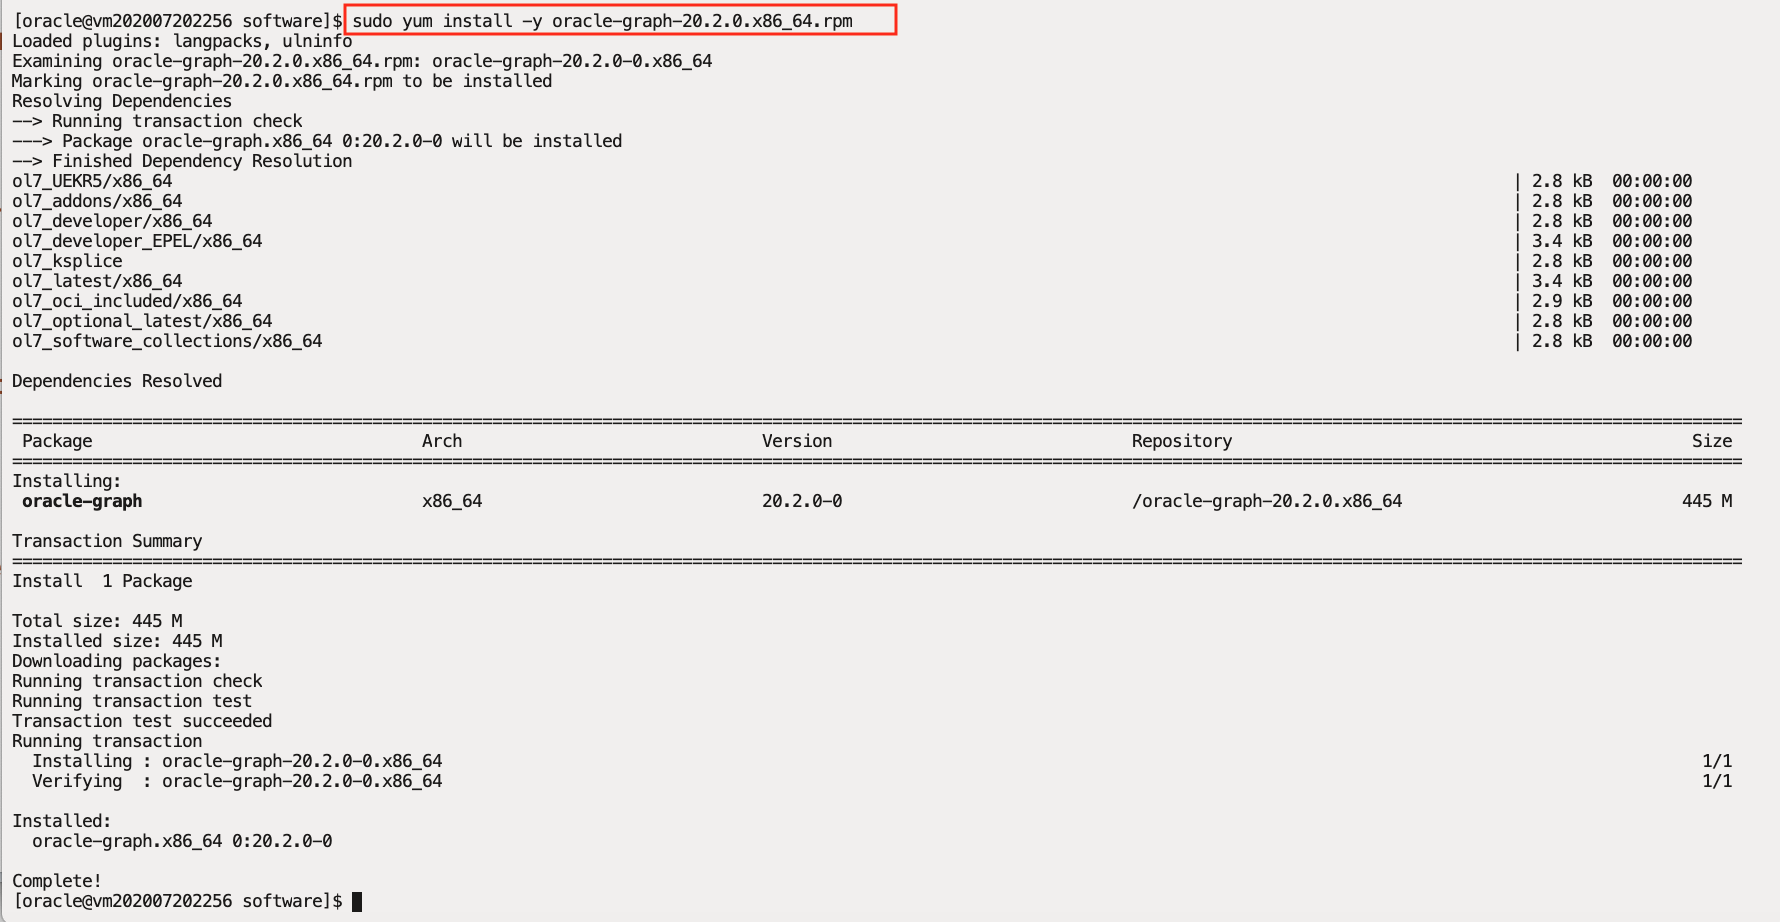 [oracle@vm202007202256 software]$ sudo yum install -y oracle-graph-20.2.0.x86_64.rpm
Loaded plugins: langpacks, ulninfo
Examining oracle-graph-20.2.0.x86_64.rpm: oracle-graph-20.2.0-0.x86_64
Marking oracle-graph-20.2.0.x86_64.rpm to be installed
Resolving Dependencies
--> Running transaction check
---> Package oracle-graph.x86_64 0:20.2.0-0 will be installed
--> Finished Dependency Resolution
ol7_UEKR5/x86_64 | 2.8 kB 00:00:00
ol7_addons/x86_64 | 2.8 kB 00:00:00
ol7_developer/x86_64 | 2.8 kB 00:00:00
ol7_developer_EPEL/x86_64 | 3.4 kB 00:00:00
ol7_ksplice | 2.8 kB 00:00:00
ol7_latest/x86_64 | 3.4 kB 00:00:00
ol7_oci_included/x86_64 | 2.9 kB 00:00:00
ol7_optional_latest/x86_64 | 2.8 kB 00:00:00
ol7_software_collections/x86_64 | 2.8 kB 00:00:00
Dependencies Resolved
Package Arch Version Repository Size
Installing:
oracle-graph x86_64 20.2.0-0 /oracle-graph-20.2.0.x86_64 445 M
Transaction Summary
Install 1 Package
Total size: 445 M
Installed size: 445 M
Downloading packages:
Running transaction check
Running transaction test
Transaction test succeeded
Running transaction
Installing : oracle-graph-20.2.0-0.x86_64 1/1
Verifying : oracle-graph-20.2.0-0.x86_64 1/1
Installed:
oracle-graph.x86_64 0:20.2.0-0
Complete!
[oracle@vm202007202256 software]$